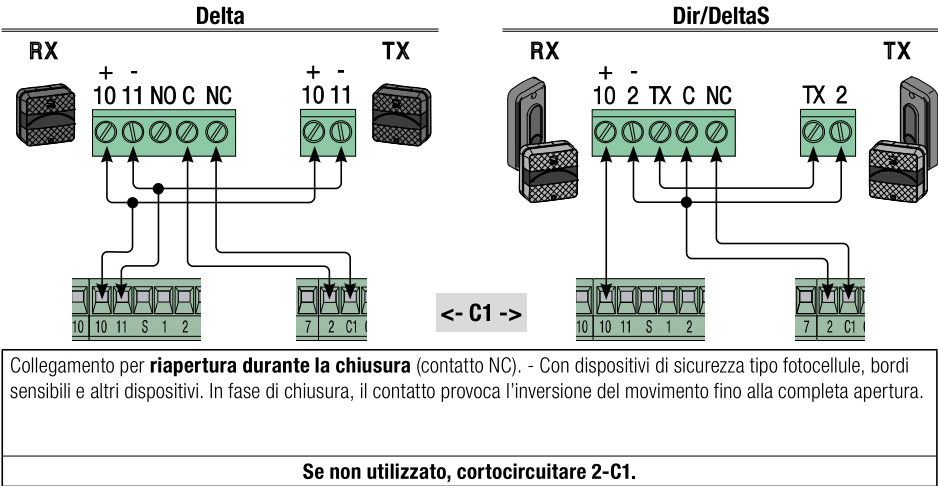 Delta
Dir/DeltaS
RX
TX
RX
TX
+ -
10 11 NO C NC
+ -
10 11
+ -
10 2 TX C NC
TX 2
10 10 11 S 1 2
7 2 C1
<- C1 ->
10 10 11 S 1 2
7 2 C1
Collegamento per riapertura durante la chiusura (contatto NC). - Con dispositivi di sicurezza tipo fotocellule, bordi
sensibili e altri dispositivi. In fase di chiusura, il contatto provoca l’inversione del movimento fino alla completa apertura.
Se non utilizzato, cortocircuitare 2-C1.